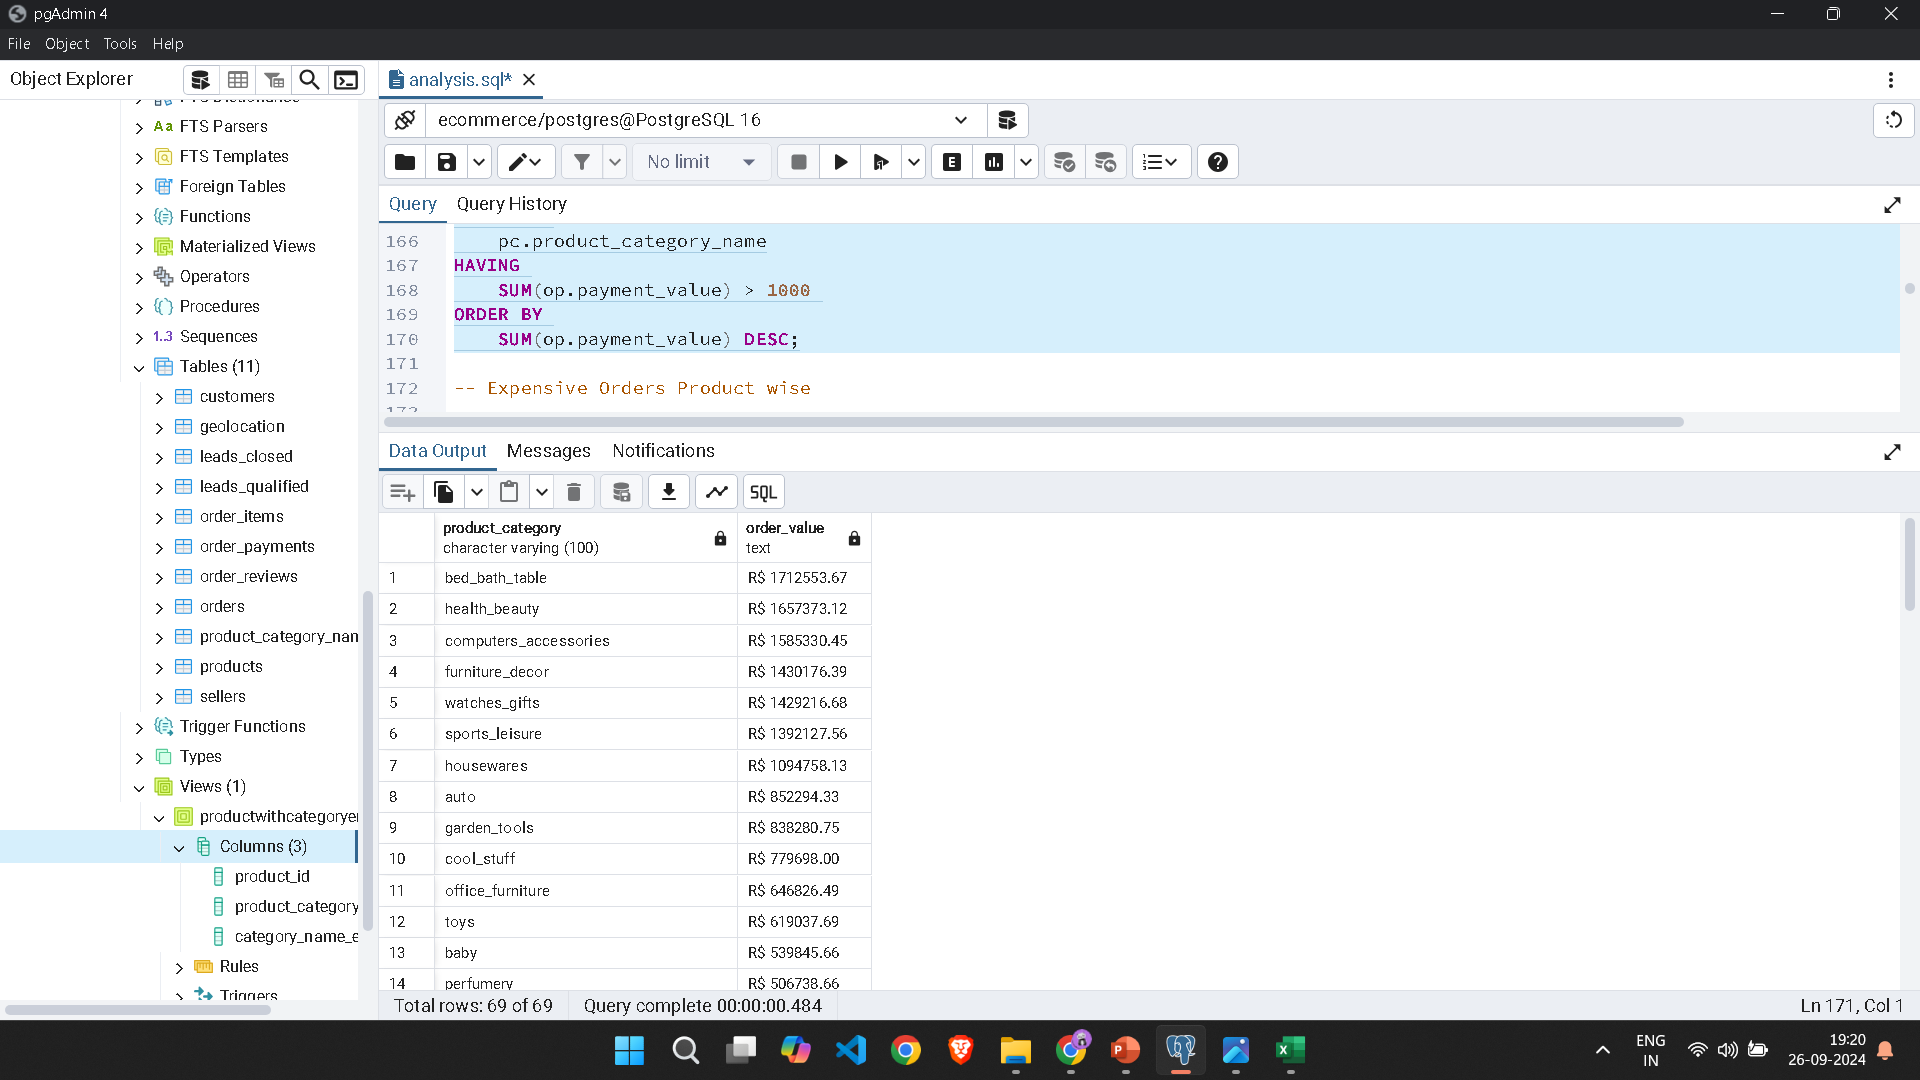 pgAdmin 4
File Object Tools Help
Object Explorer
FTS Dictionaries
Aa FTS Parsers
FTS Templates
Foreign Tables
Functions
Materialized Views
Operators
Procedures
1..3 Sequences
Tables (11)
customers
geolocation
leads_closed
leads_qualified
order_items
order_payments
order_reviews
orders
product_category_nan
products
sellers
Trigger Functions
Types
Views (1)
productwithcategorye
Columns (3)
product_id
product_category
category_name_e
Rules
Triggers
analysis.sql*
ecommerce/postgres@PostgreSQL 16
No limit
E
Query Query History
166 pc.product_category_name
167 HAVING
168 SUM(op.payment_value) > 1000
169 ORDER BY
170 SUM(op.payment_value) DESC;
171
172 -- Expensive Orders Product wise
173
Data Output Messages Notifications
SQL
product_category order_value
character varying (100) text
1 bed_bath_table R$ 1712553.67
2 health_beauty R$ 1657373.12
3 computers_accessories R$ 1585330.45
4 furniture_decor R$ 1430176.39
5 watches_gifts R$ 1429216.68
6 sports_leisure R$ 1392127.56
7 housewares R$ 1094758.13
8 auto R$ 852294.33
9 garden_tools R$ 838280.75
10 cool_stuff R$ 779698.00
11 office_furniture R$ 646826.49
12 toys R$ 619037.69
13 baby R$ 539845.66
14 perfumery R$ 506738.66
Total rows: 69 of 69 Query complete 00:00:00.484 Ln 171, Col 1
ENG
IN
19:20
26-09-2024